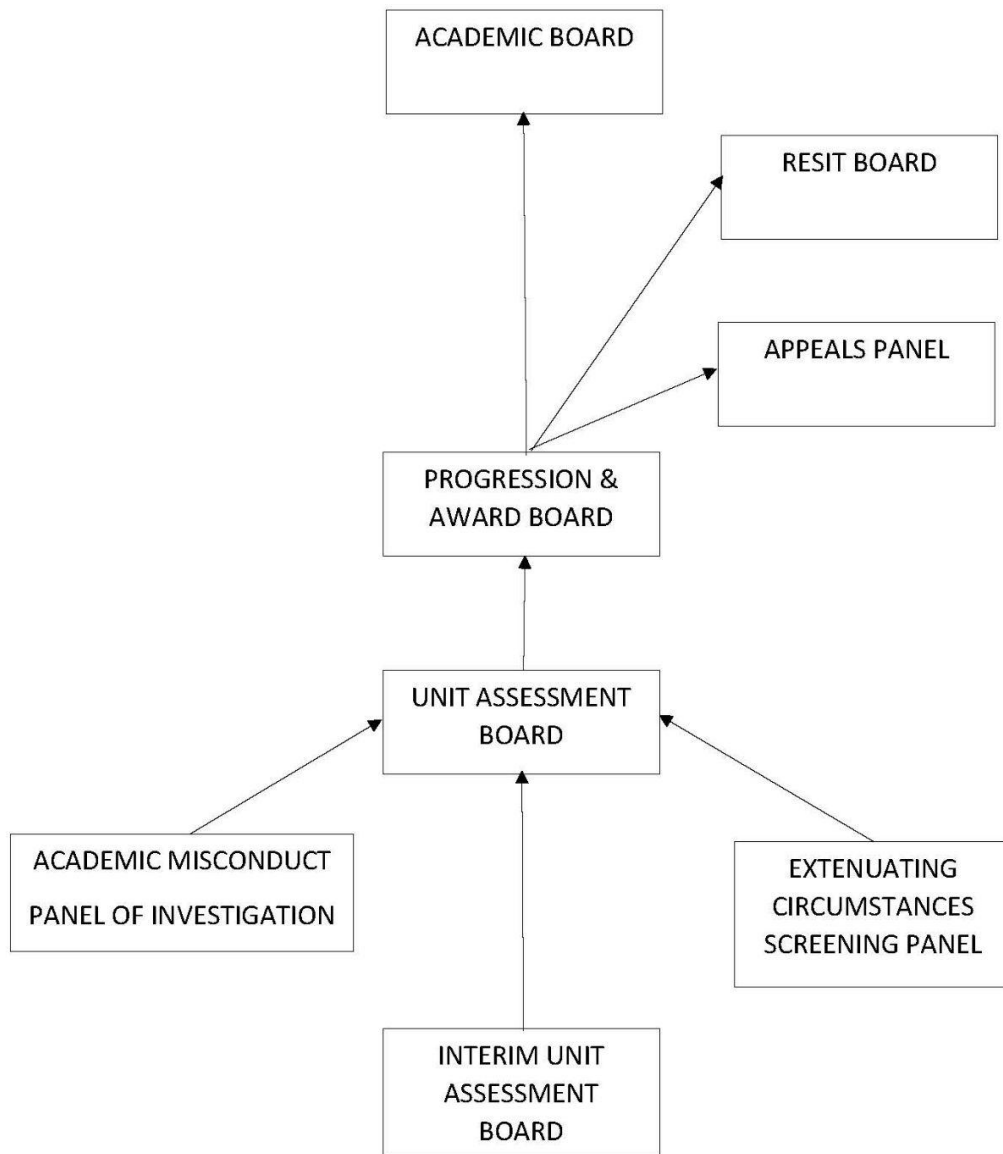 ACADEMIC BOARD
RESIT BOARD
APPEALS PANEL
PROGRESSION &
AWARD BOARD
UNIT ASSESSMENT
BOARD
ACADEMIC MISCONDUCT
PANEL OF INVESTIGATION
EXTENUATING
CIRCUMSTANCES
SCREENING PANEL
INTERIM UNIT
ASSESSMENT
BOARD